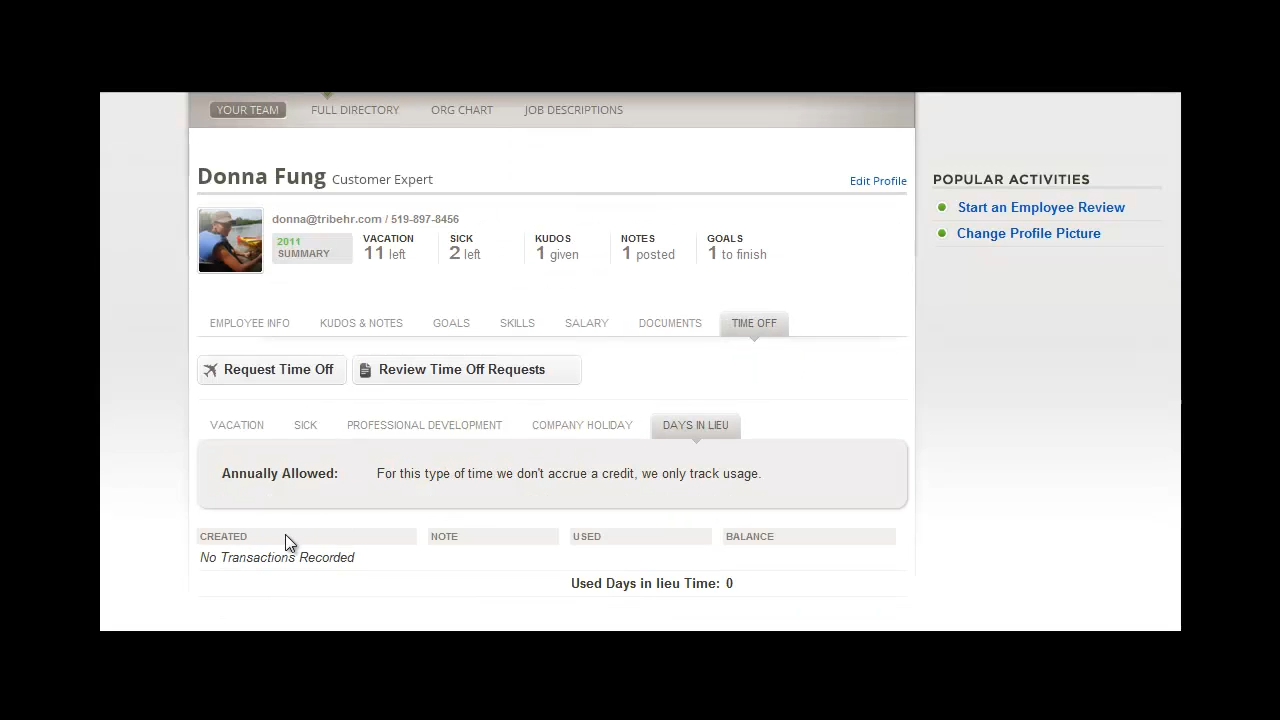 YOUR TEAM FULL DIRECTORY ORG CHART JOB DESCRIPTIONS
Donna Fung Customer Expert Edit Profile
donna@tribehr.com / 519-897-8456
2011 SUMMARY VACATION 11 left SICK 2 left KUDOS 1 given NOTES 1 posted GOALS 1 to finish
POPULAR ACTIVITIES
Start an Employee Review
Change Profile Picture
EMPLOYEE INFO KUDOS & NOTES GOALS SKILLS SALARY DOCUMENTS TIME OFF
Request Time Off Review Time Off Requests
VACATION SICK PROFESSIONAL DEVELOPMENT COMPANY HOLIDAY DAYS IN LIEU
Annually Allowed: For this type of time we don't accrue a credit, we only track usage.
CREATED NOTE USED BALANCE
No Transactions Recorded
Used Days in lieu Time: 0